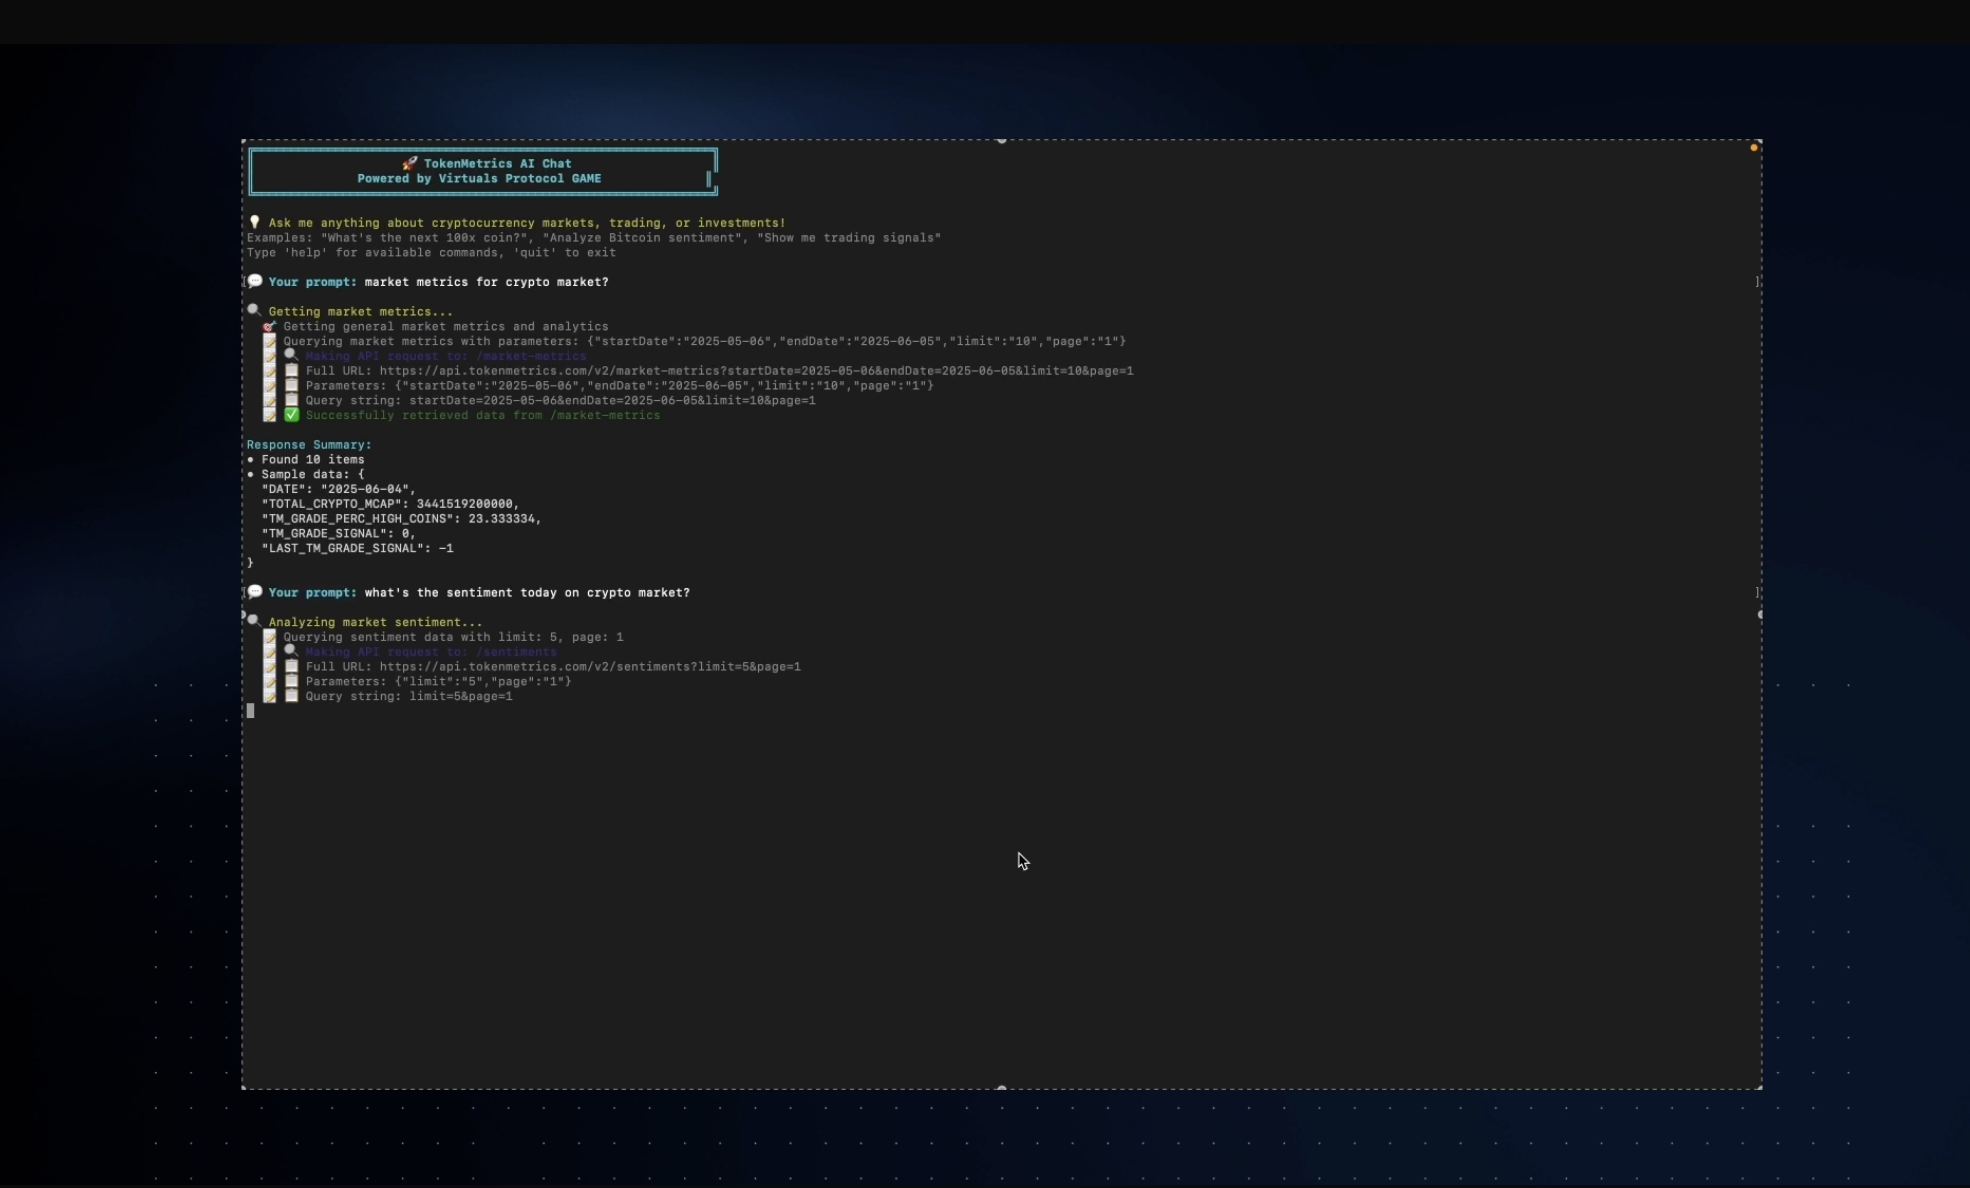 🚀 TokenMetrics AI Chat
Powered by Virtuals Protocol GAME
💡 Ask me anything about cryptocurrency markets, trading, or investments!
Examples: "What's the next 100x coin?", "Analyze Bitcoin sentiment", "Show me trading signals"
Type 'help' for available commands, 'quit' to exit
[💬 Your prompt: market metrics for crypto market? ]
🔍 Getting market metrics...
🎯 Getting general market metrics and analytics
📝 Querying market metrics with parameters: {"startDate":"2025-05-06","endDate":"2025-06-05","limit":"10","page":"1"}
📝 🔍 Making API request to: /market-metrics
📝 📋 Full URL: https://api.tokenmetrics.com/v2/market-metrics?startDate=2025-05-06&endDate=2025-06-05&limit=10&page=1
📝 📋 Parameters: {"startDate":"2025-05-06","endDate":"2025-06-05","limit":"10","page":"1"}
📝 📋 Query string: startDate=2025-05-06&endDate=2025-06-05&limit=10&page=1
📝 ✅ Successfully retrieved data from /market-metrics
Response Summary:
• Found 10 items
• Sample data: {
"DATE": "2025-06-04",
"TOTAL_CRYPTO_MCAP": 3441519200000,
"TM_GRADE_PERC_HIGH_COINS": 23.333334,
"TM_GRADE_SIGNAL": 0,
"LAST_TM_GRADE_SIGNAL": -1
}
[💬 Your prompt: what's the sentiment today on crypto market? ]
🔍 Analyzing market sentiment...
📝 Querying sentiment data with limit: 5, page: 1
📝 🔍 Making API request to: /sentiments
📝 📋 Full URL: https://api.tokenmetrics.com/v2/sentiments?limit=5&page=1
📝 📋 Parameters: {"limit":"5","page":"1"}
📝 📋 Query string: limit=5&page=1